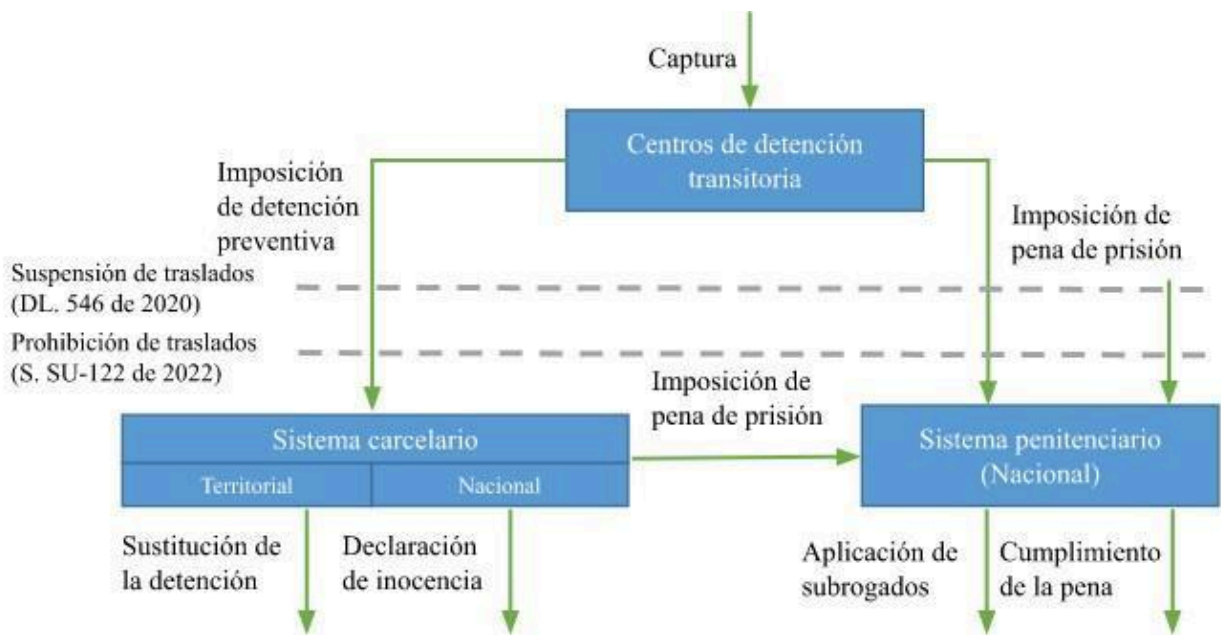 Captura
Centros de detención
transitoria
Imposición
de detención
preventiva
Imposición de
pena de prisión
Suspensión de traslados
(DL. 546 de 2020)
Prohibición de traslados
(S. SU-122 de 2022)
Imposición de
pena de prisión
Sistema carcelario
Territorial
Nacional
Sistema penitenciario
(Nacional)
Sustitución de
la detención
Declaración
de inocencia
Aplicación de
subrogados
Cumplimiento
de la pena